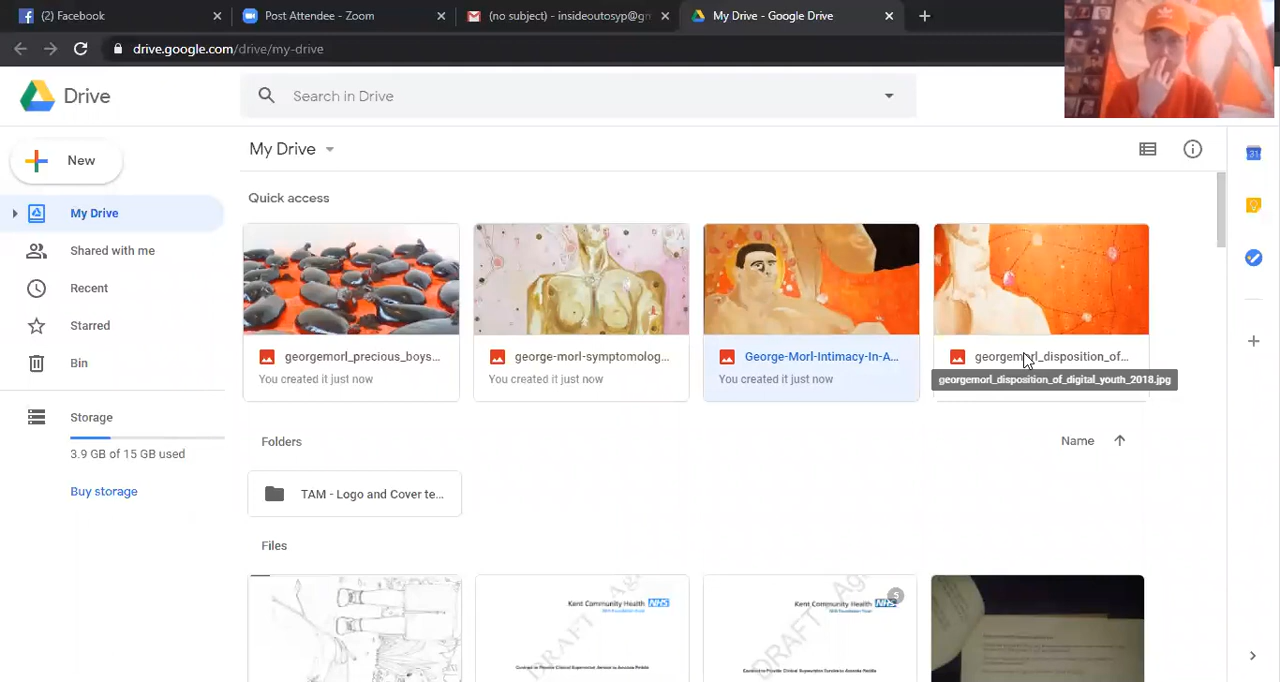 (2) Facebook
Post Attendee - Zoom
(no subject) - insideoutosyp@gm
My Drive - Google Drive
drive.google.com/drive/my-drive
Drive
Search in Drive
New
My Drive
My Drive
Shared with me
Recent
Starred
Bin
Storage
3.9 GB of 15 GB used
Buy storage
Quick access
georgemorl_precious_boys...
You created it just now
george-morl-symptomolog...
You created it just now
George-Morl-Intimacy-In-A...
You created it just now
georgemorl_disposition_of...
georgemorl_disposition_of_digital_youth_2018.jpg
31
Folders
Name
TAM - Logo and Cover te...
Files
Kent Community Health NHS
DRAFT
Kent Community Health NHS
5
DRAFT